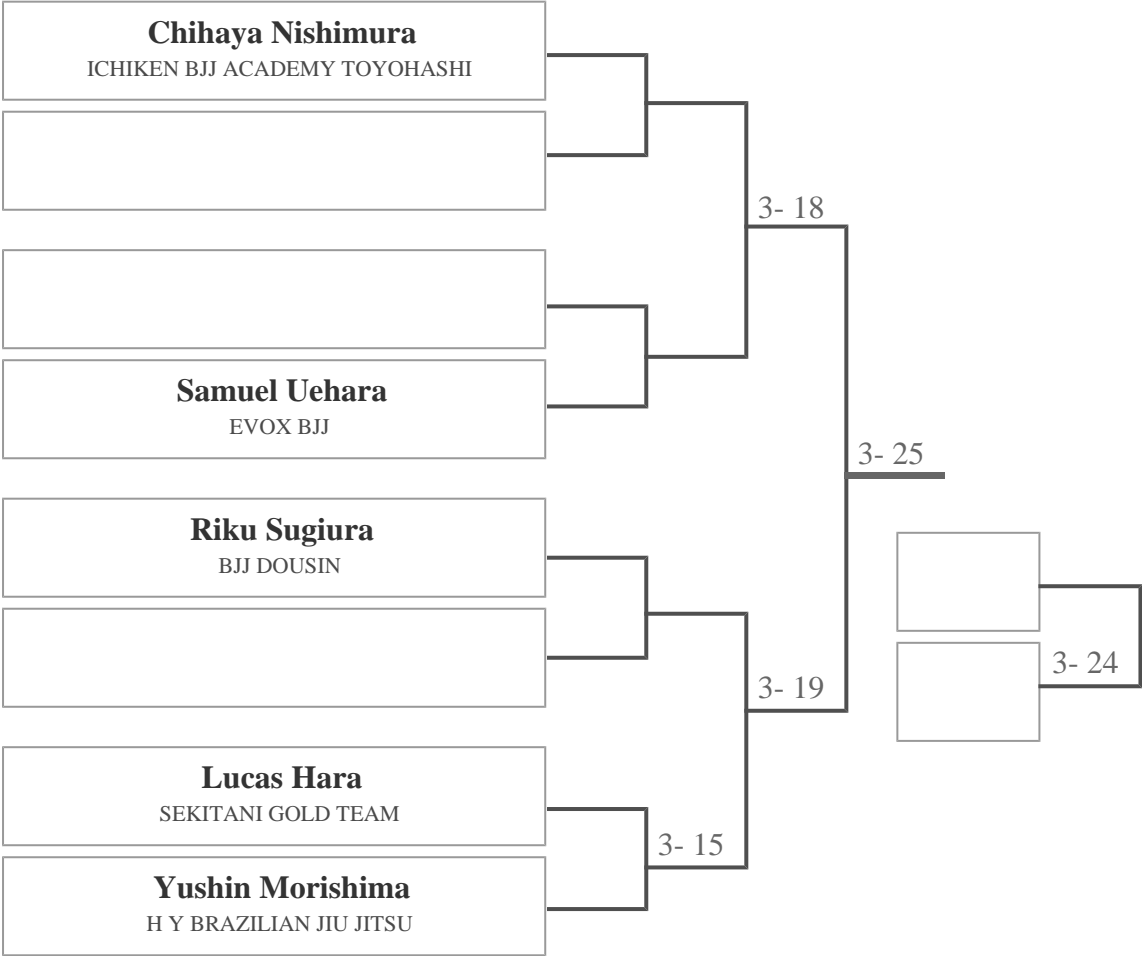 Chihaya Nishimura
ICHIKEN BJJ ACADEMY TOYOHASHI
3- 18
Samuel Uehara
EVOX BJJ
3- 25
Riku Sugiura
BJJ DOUSIN
3- 24
3- 19
Lucas Hara
SEKITANI GOLD TEAM
3- 15
Yushin Morishima
H Y BRAZILIAN JIU JITSU